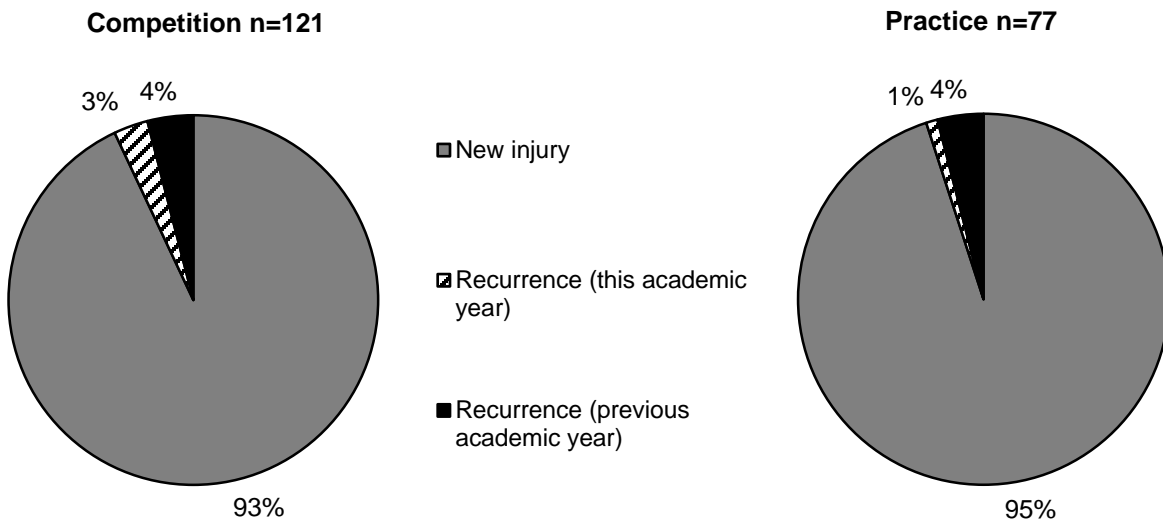 Competition n=121
Practice n=77
3%
4%
1%
4%
New injury
Recurrence (this academic
year)
Recurrence (previous
academic year)
93%
95%